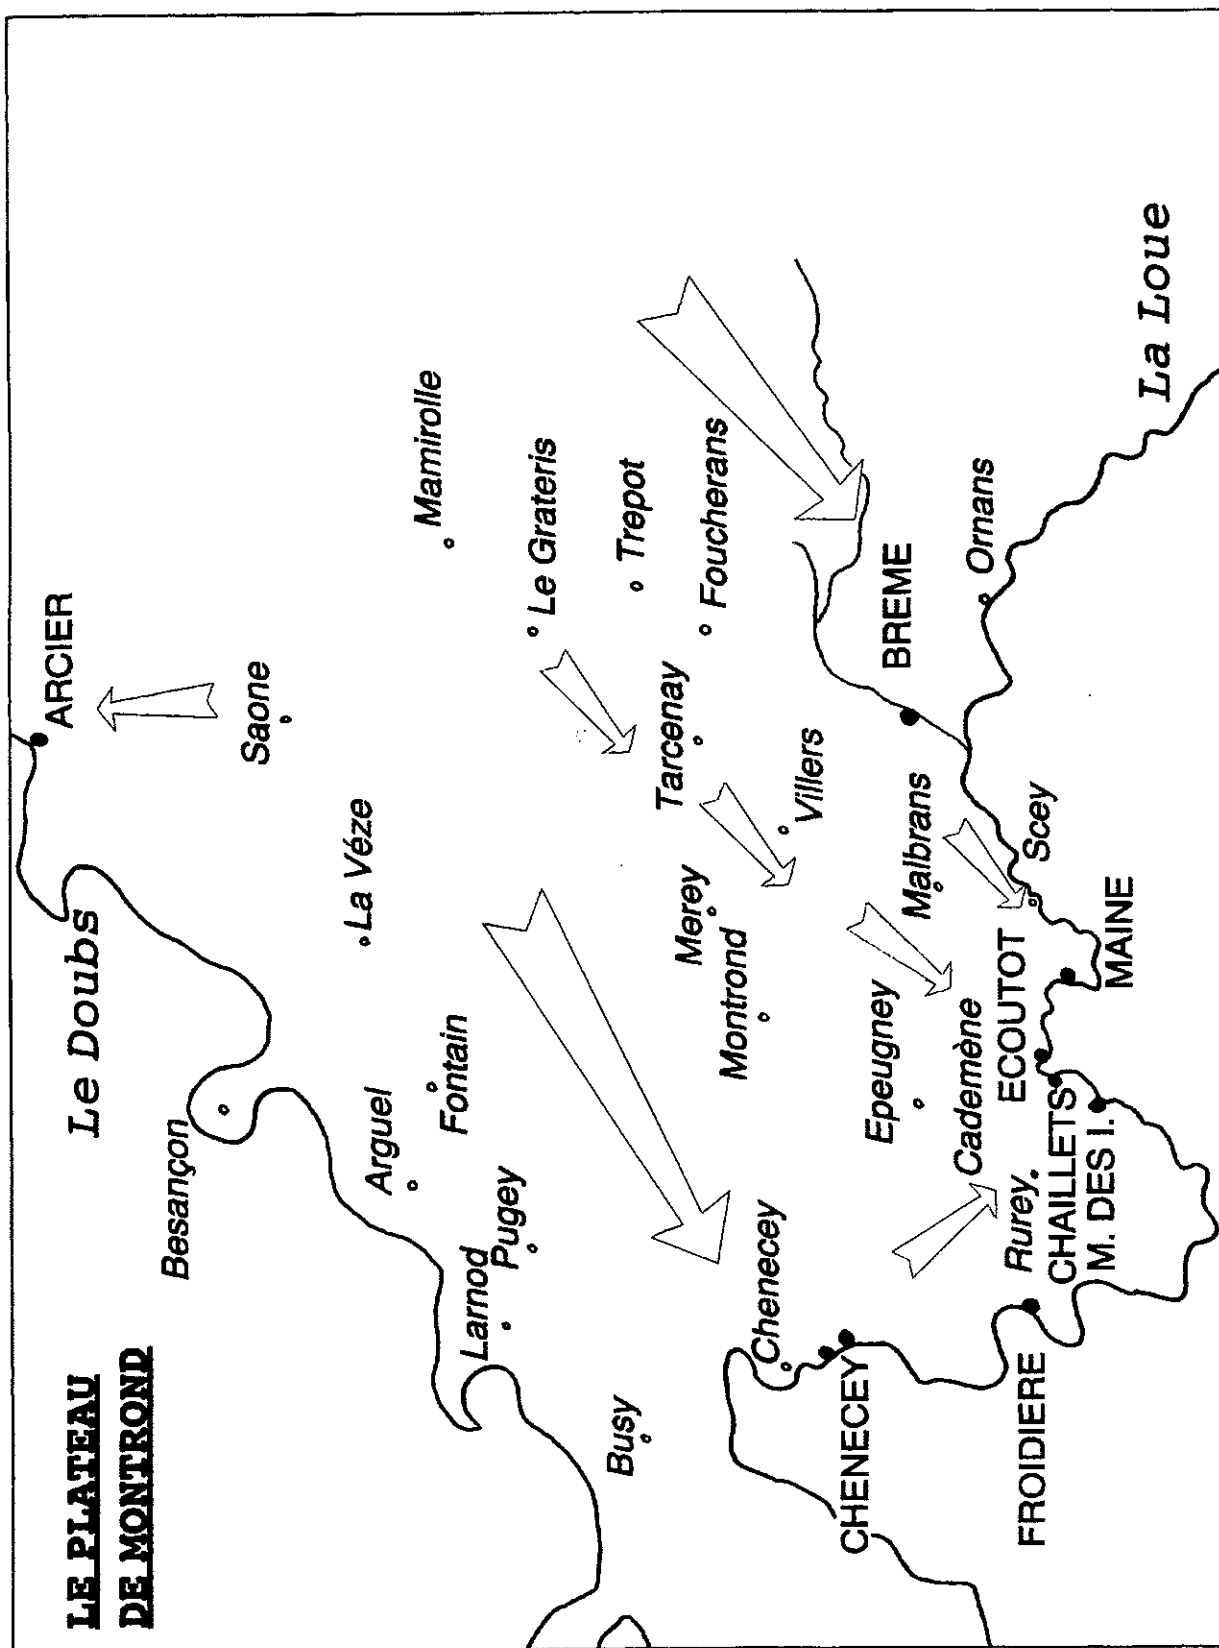 LE PLATEAU
DE MONTROND
Le Doubs
ARCIER
Besançon
Saone
La Véze
Arguel
Fontain
Mamirolle
Larnod
Pugey
Le Grateris
Busy
Trepot
Tarcenay
Foucherans
Merey
Montrond
Villers
Chenecey
CHENECEY
Epeugney
Malbrans
BREME
Ornans
La Loue
Cademène
Scey
ECOUTOT
MAINE
Rurey
FROIDIERE
CHAILLETS
M. DES I.